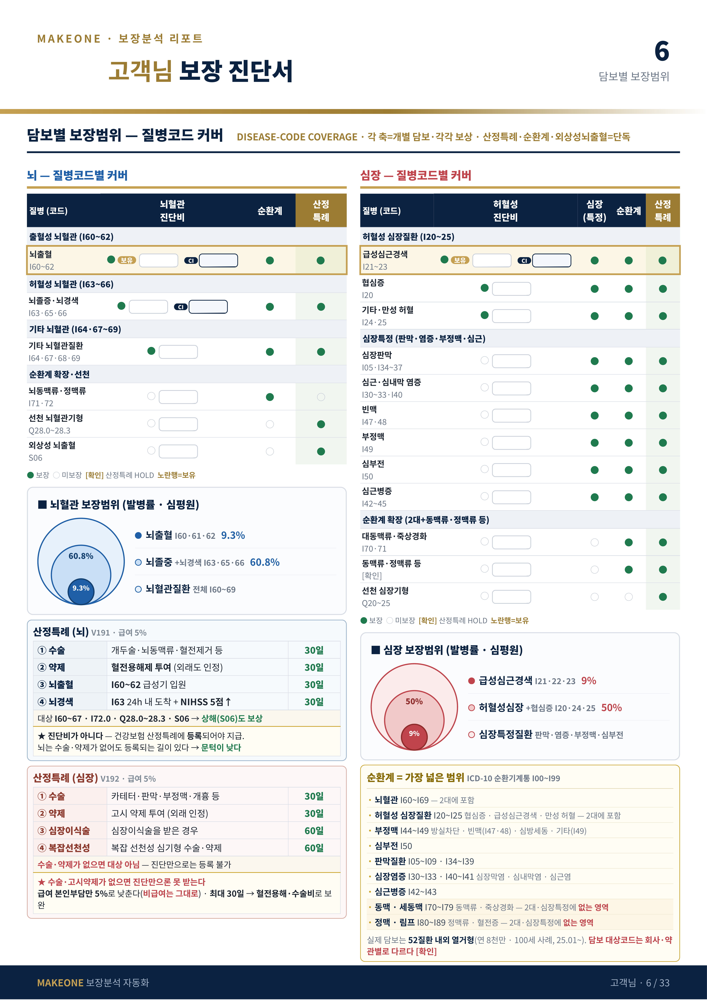 MAKEONE · 보장분석 리포트
고객님 보장 진단서
6
담보별 보장범위
담보별 보장범위 — 질병코드 커버 DISEASE-CODE COVERAGE · 각 축=개별 담보·각각 보상 · 산정특례·순환계·외상성뇌출혈=단독
뇌 — 질병코드별 커버
질병 (코드) 뇌혈관 진단비 순환계 산정 특례
출혈성 뇌혈관 (I60~62)
뇌출혈 보유 CI
I60~62
허혈성 뇌혈관 (I63~66)
뇌졸증·뇌경색 CI
I63·65·66
기타 뇌혈관 (I64·67~69)
기타 뇌혈관질환
I64·67·68·69
순환계 확장·선천
뇌동맥류·정맥류
I71·72
선천 뇌혈관기형
Q28.0~28.3
외상성 뇌출혈
S06
보장 미보장 [확인] 산정특례 HOLD 노란행=보유
■ 뇌혈관 보장범위 (발병률 · 심평원)
60.8%
9.3%
뇌출혈 I60·61·62 9.3%
뇌졸중 +뇌경색 I63·65·66 60.8%
뇌혈관질환 전체 I60~69
산정특례 (뇌) V191 · 급여 5%
① 수술 개두술·뇌동맥류·혈전제거 등 30일
② 약제 혈전용해제 투여 (외래도 인정) 30일
③ 뇌출혈 I60~62 급성기 입원 30일
④ 뇌경색 I63 24h 내 도착 + NIHSS 5점↑ 30일
대상 I60~67 · I72.0 · Q28.0~28.3 · S06 → 상해(S06)도 보상
★ 진단비가 아니다 — 건강보험 산정특례에 등록되어야 지급.
뇌는 수술·약제가 없어도 등록되는 길이 있다 → 문턱이 낮다
산정특례 (심장) V192 · 급여 5%
① 수술 카테터·판막·부정맥·개흉 등 30일
② 약제 고시 약제 투여 (외래 인정) 30일
③ 심장이식술 심장이식술을 받은 경우 60일
④ 복잡선천성 복잡 선천성 심기형 수술·약제 60일
수술·약제가 없으면 대상 아님 — 진단만으로는 등록 불가
★ 수술·고시약제가 없으면 진단만으론 못 받는다
급여 본인부담만 5%로 낮춘다(비급여는 그대로) · 최대 30일 → 혈전용해·수술비로 보
완
심장 — 질병코드별 커버
질병 (코드) 허혈성 진단비 심장 (특정) 순환계 산정 특례
허혈성 심장질환 (I20~25)
급성심근경색 보유 CI
I21~23
협심증
I20
기타·만성 허혈
I24·25
심장특정 (판막·염증·부정맥·심근)
심장판막
I05·I34~37
심근·심내막 염증
I30~33·I40
빈맥
I47·48
부정맥
I49
심부전
I50
심근병증
I42~45
순환계 확장 (2대+동맥류·정맥류 등)
대동맥류·죽상경화
I70·71
동맥류·정맥류 등
[확인]
선천 심장기형
Q20~25
보장 미보장 [확인] 산정특례 HOLD 노란행=보유
■ 심장 보장범위 (발병률 · 심평원)
50%
9%
급성심근경색 I21·22·23 9%
허혈성심장 +협심증 I20·24·25 50%
심장특정질환 판막·염증·부정맥·심부전
순환계 = 가장 넓은 범위 ICD-10 순환기계통 I00~I99
· 뇌혈관 I60~I69 — 2대에 포함
· 허혈성 심장질환 I20~I25 협심증 · 급성심근경색 · 만성 허혈 — 2대에 포함
· 부정맥 I44~I49 방실차단 · 빈맥(I47·48) · 심방세동 · 기타(I49)
· 심부전 I50
· 판막질환 I05~I09 · I34~I39
· 심장염증 I30~I33 · I40~I41 심장막염 · 심내막염 · 심근염
· 심근병증 I42~I43
· 동맥 · 세동맥 I70~I79 동맥류 · 죽상경화 — 2대·심장특정에 없는 영역
· 정맥 · 림프 I80~I89 정맥류 · 혈전증 — 2대·심장특정에 없는 영역
실제 담보는 52질환 내외 열거형(연 8천만 · 100세 사례, 25.01~). 담보 대상코드는 회사·약
관별로 다르다 [확인]
MAKEONE 보장분석 자동화
고객님 · 6 / 33